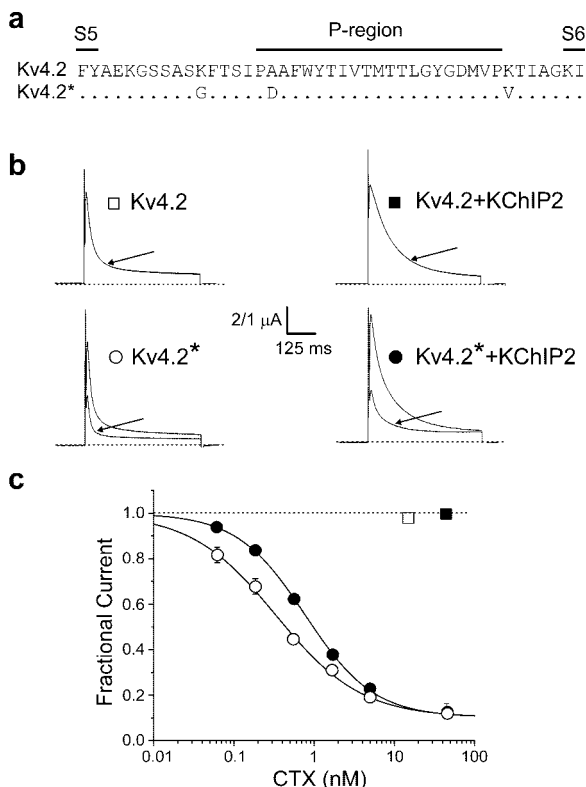 a
S5 P-region S6
Kv4.2 FYAEKGSSASKFTSIPAAFWYTIVTMTTLGYGDMVPKTIAGKI
Kv4.2* ...........G.....D...................V......
b
Kv4.2
Kv4.2+KChIP2
2/1 µA
125 ms
Kv4.2*
Kv4.2*+KChIP2
c
Fractional Current
1.0
0.8
0.6
0.4
0.2
0.0
0.01 0.1 1 10 100
CTX (nM)